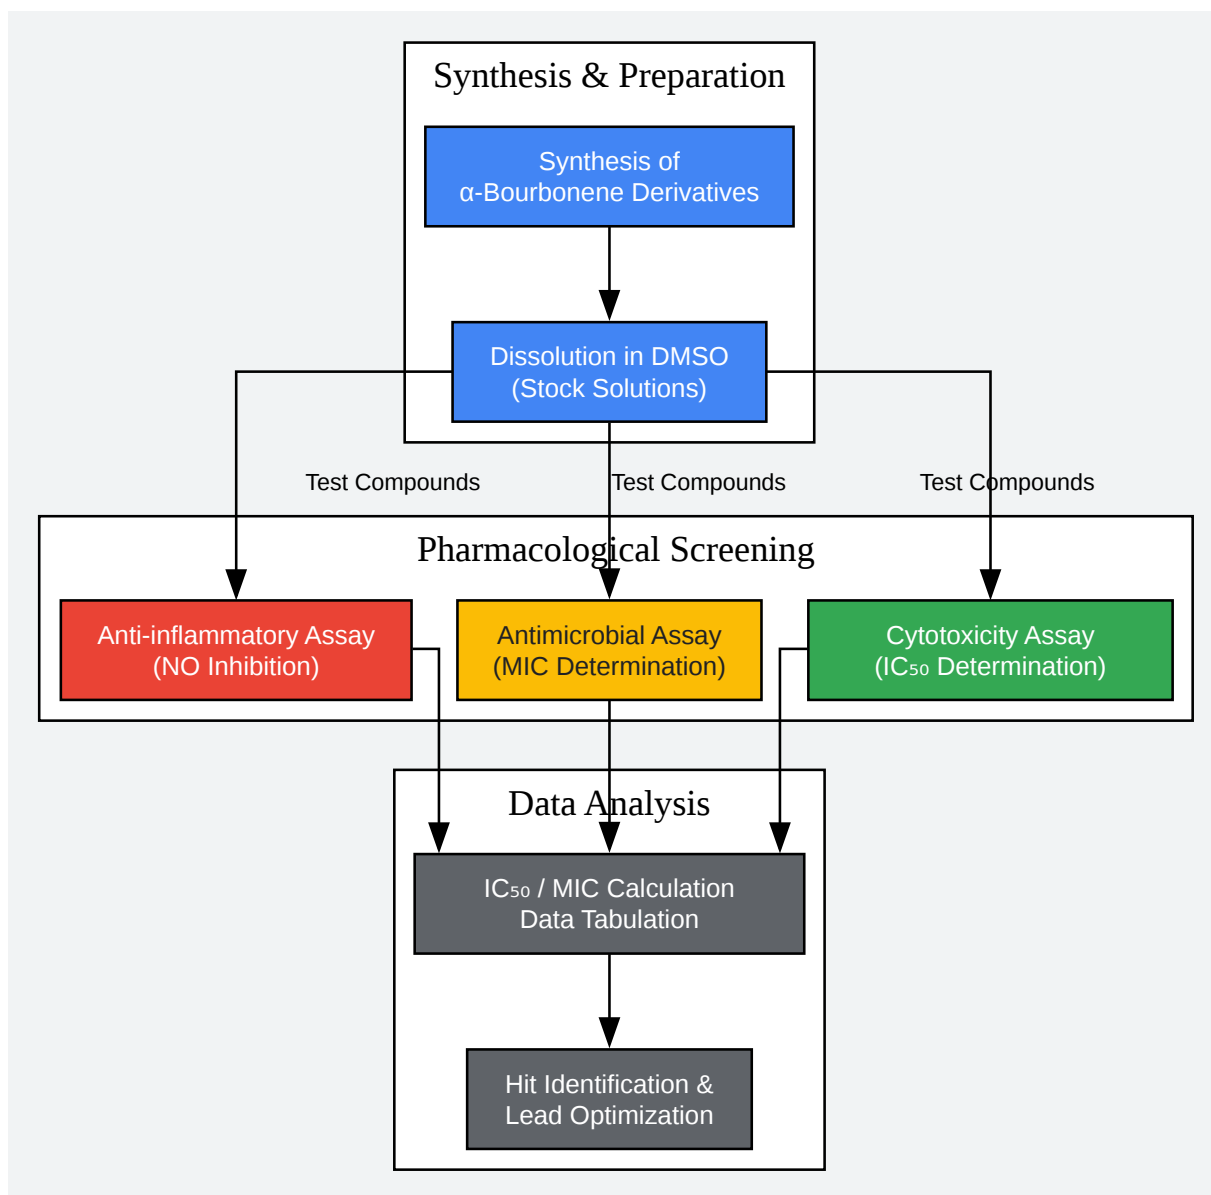 Synthesis & Preparation
Synthesis of
α-Bourbonene Derivatives
Dissolution in DMSO
(Stock Solutions)
Test Compounds
Test Compounds
Test Compounds
Pharmacological Screening
Anti-inflammatory Assay
(NO Inhibition)
Antimicrobial Assay
(MIC Determination)
Cytotoxicity Assay
(IC₅₀ Determination)
Data Analysis
IC₅₀ / MIC Calculation
Data Tabulation
Hit Identification &
Lead Optimization